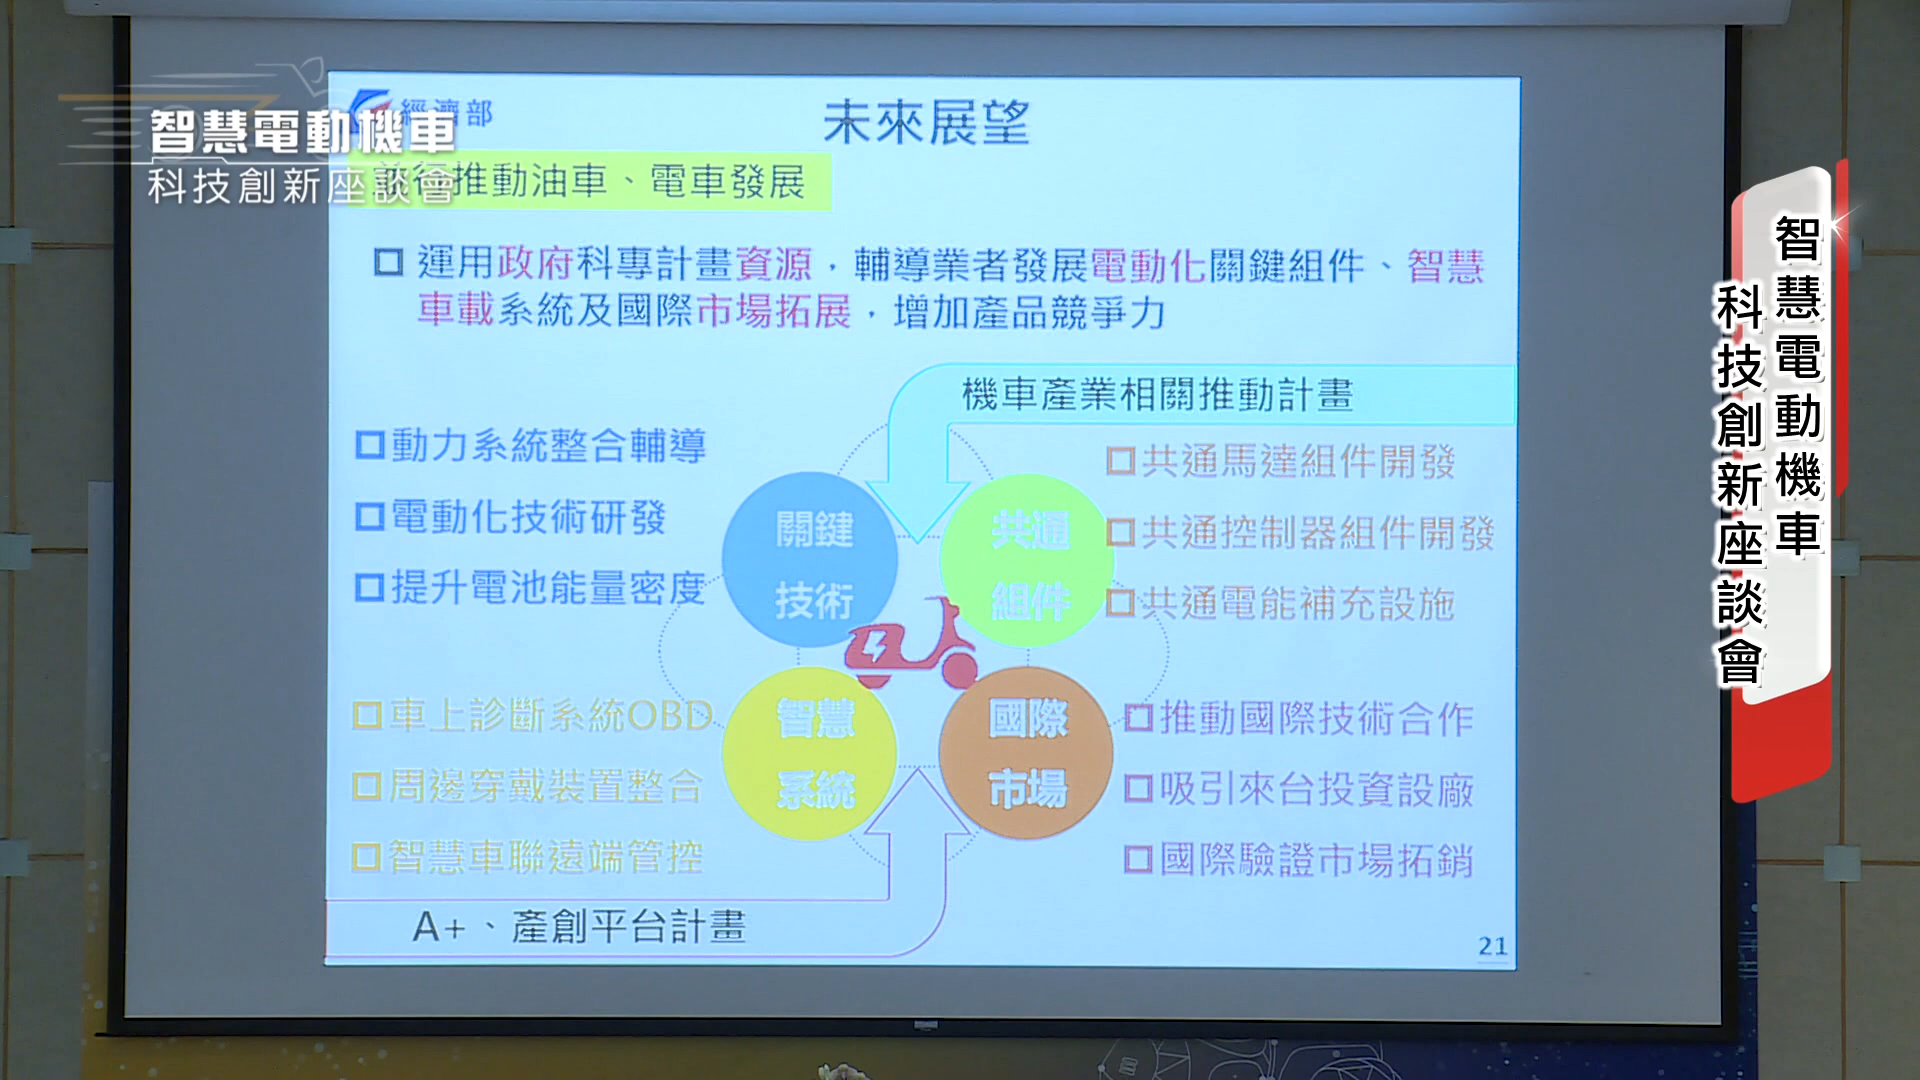 智慧電動機車
科技創新座談會
經濟部
未來展望
並行推動油車、電車發展
運用政府科專計畫資源，輔導業者發展電動化關鍵組件、智慧
車載系統及國際市場拓展，增加產品競爭力
機車產業相關推動計畫
動力系統整合輔導
電動化技術研發
提升電池能量密度
關鍵
技術
共通
組件
共通馬達組件開發
共通控制器組件開發
共通電能補充設施
車上診斷系統OBD
周邊穿戴裝置整合
智慧車聯遠端管控
智慧
系統
國際
市場
推動國際技術合作
吸引來台投資設廠
國際驗證市場拓銷
A+、產創平台計畫
21
智慧電動機車
科技創新座談會